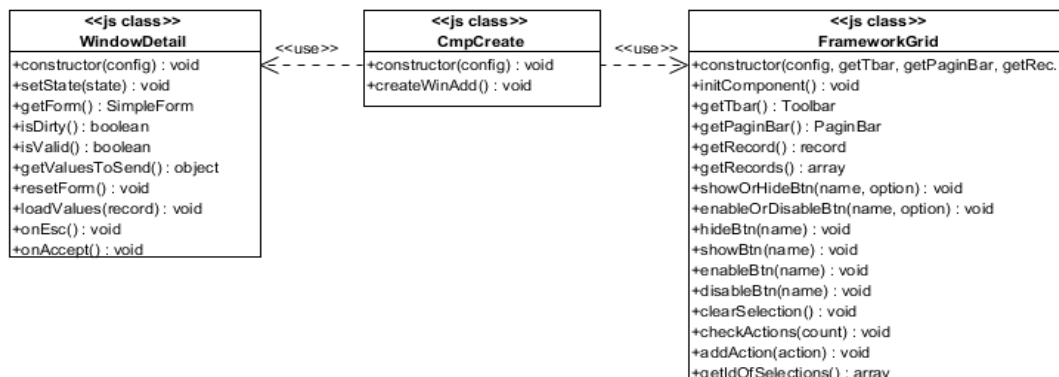 <<js class>>
WindowDetail
+constructor(config) : void
+setState(state) : void
+getForm() : SimpleForm
+isDirty() : boolean
+isValid() : boolean
+getValuesToSend() : object
+resetForm() : void
+loadValues(record) : void
+onEsc() : void
+onAccept() : void
<<use>>
<<js class>>
CmpCreate
+constructor(config) : void
+createWinAdd() : void
<<use>>
<<js class>>
FrameworkGrid
+constructor(config, getTbar, getPaginBar, getRec.
+initComponent() : void
+getTbar() : Toolbar
+getPaginBar() : PaginBar
+getRecord() : record
+getRecords() : array
+showOrHideBtn(name, option) : void
+enableOrDisableBtn(name, option) : void
+hideBtn(name) : void
+showBtn(name) : void
+enableBtn(name) : void
+disableBtn(name) : void
+clearSelection() : void
+checkActions(count) : void
+addAction(action) : void
+getIdOfSelections() : array